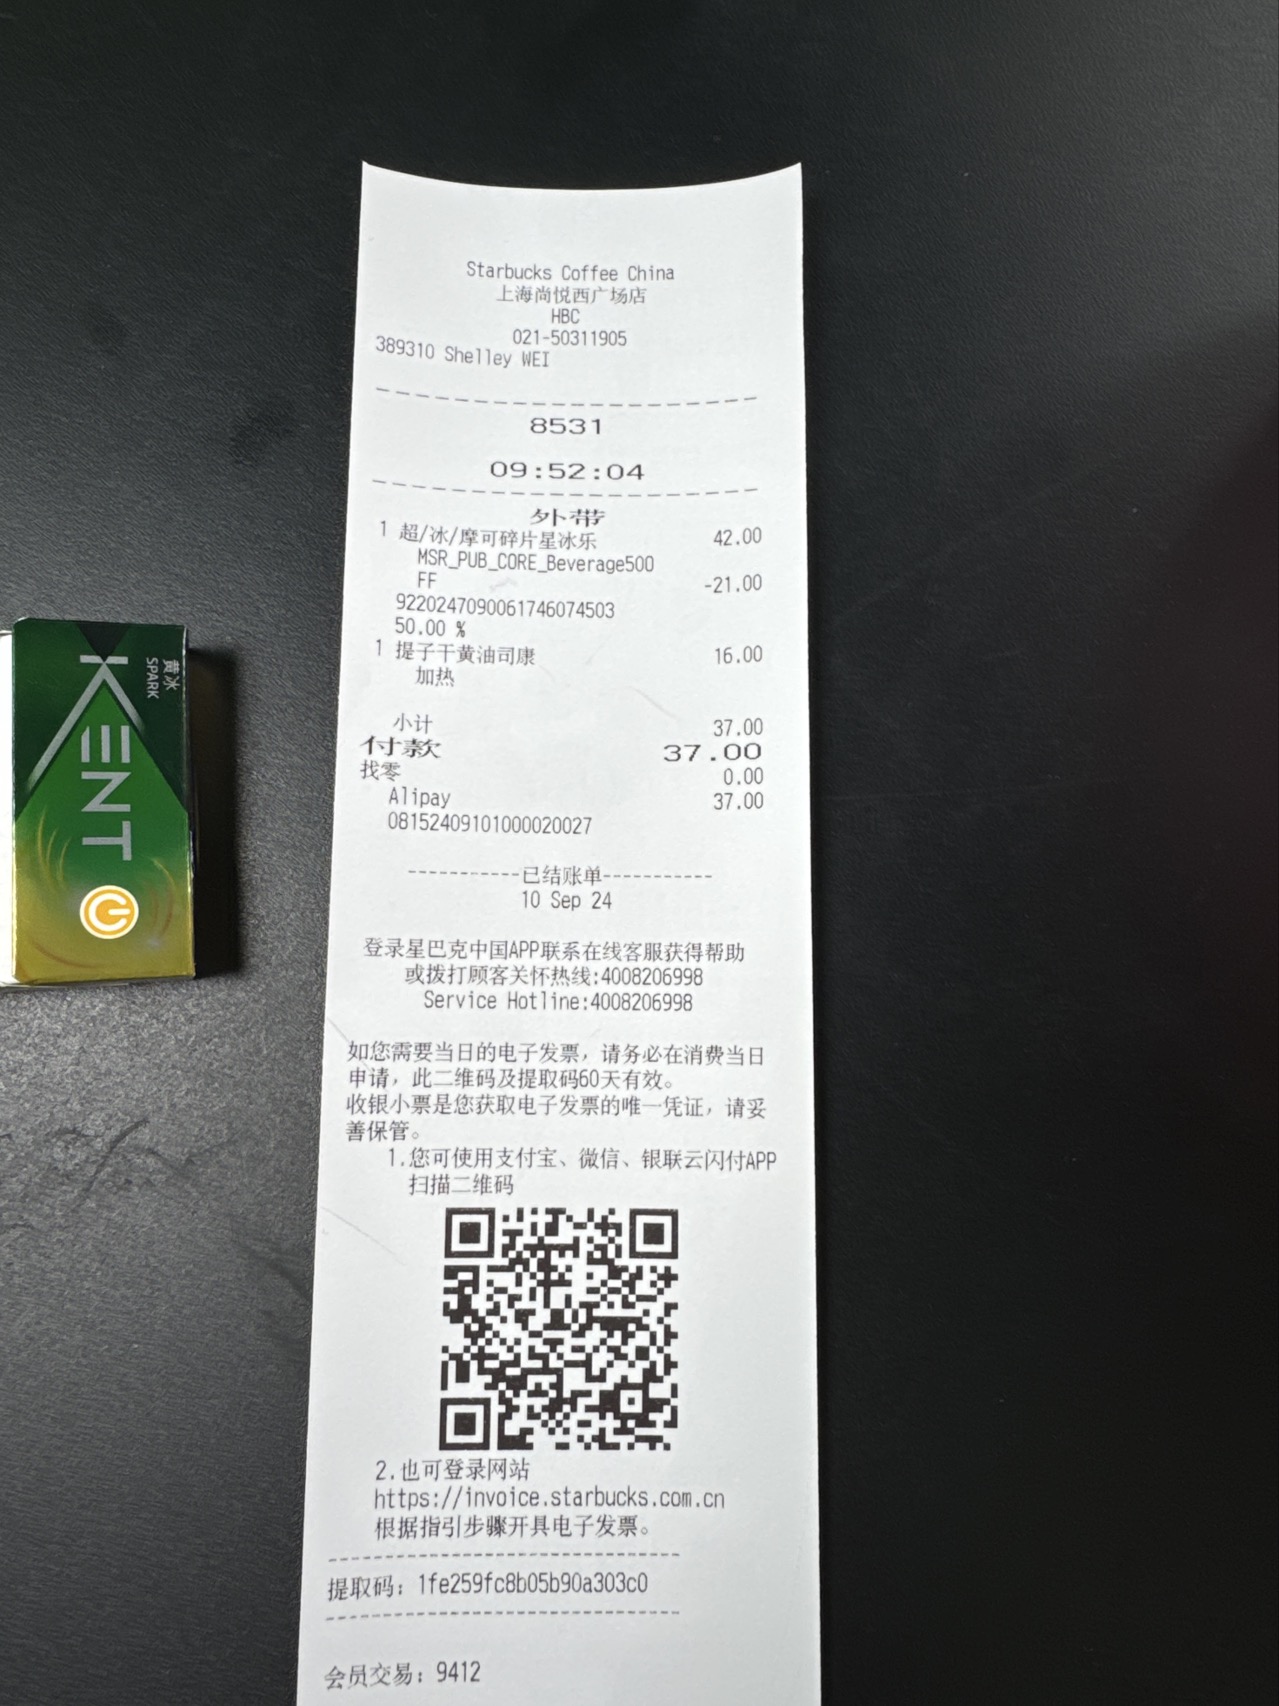 Starbucks Coffee China
上海尚悦西广场店
HBC
021-50311905
389310 Shelley WEI
8531
09:52:04
外带
1 超/冰/摩可碎片星冰乐 42.00
MSR_PUB_CORE_Beverage500
FF -21.00
9220247090061746074503
50.00 %
1 提子干黄油司康 16.00
加热
小计 37.00
付款 37.00
找零 0.00
Alipay 37.00
08152409101000020027
-----------已结账单-----------
10 Sep 24
登录星巴克中国APP联系在线客服获得帮助
或拨打顾客关怀热线:4008206998
Service Hotline:4008206998
如您需要当日的电子发票，请务必在消费当日
申请，此二维码及提取码60天有效。
收银小票是您获取电子发票的唯一凭证，请妥
善保管。
1.您可使用支付宝、微信、银联云闪付APP
扫描二维码
2.也可登录网站
https://invoice.starbucks.com.cn
根据指引步骤开具电子发票。
提取码：1fe259fc8b05b90a303c0
会员交易：9412
KENT
黄冰
SPARK